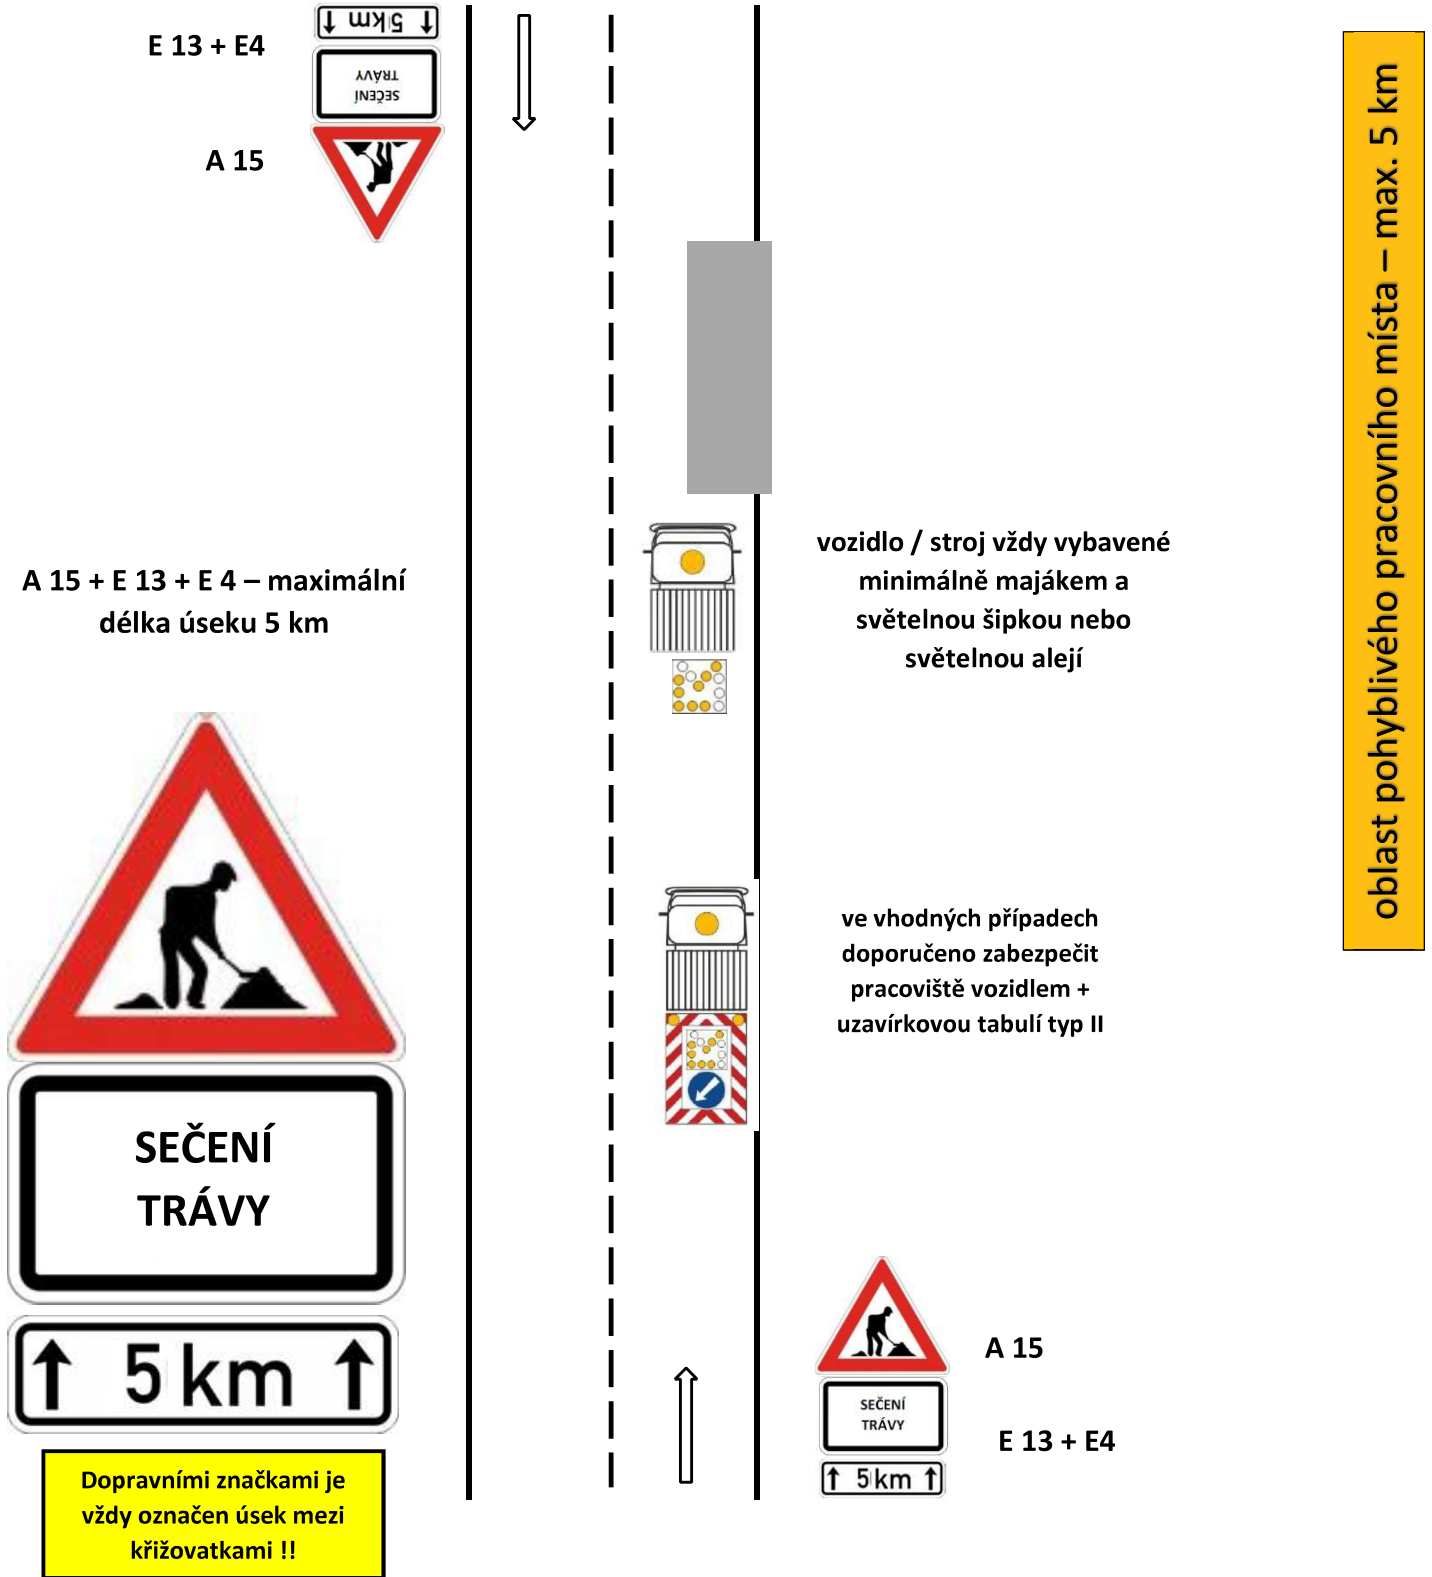 E 13 + E4
5 km
SEČENÍ
TRÁVY
A 15
oblast pohyblivého pracovního místa – max. 5 km
vozidlo / stroj vždy vybavené
minimálně majákem a
světelnou šipkou nebo
světelnou alejí
A 15 + E 13 + E 4 – maximální
délka úseku 5 km
ve vhodných případech
doporučeno zabezpečit
pracoviště vozidlem +
uzavírkovou tabulí typ II
SEČENÍ
TRÁVY
5 km
A 15
SEČENÍ
TRÁVY
E 13 + E4
5 km
Dopravními značkami je
vždy označen úsek mezi
křižovatkami !!